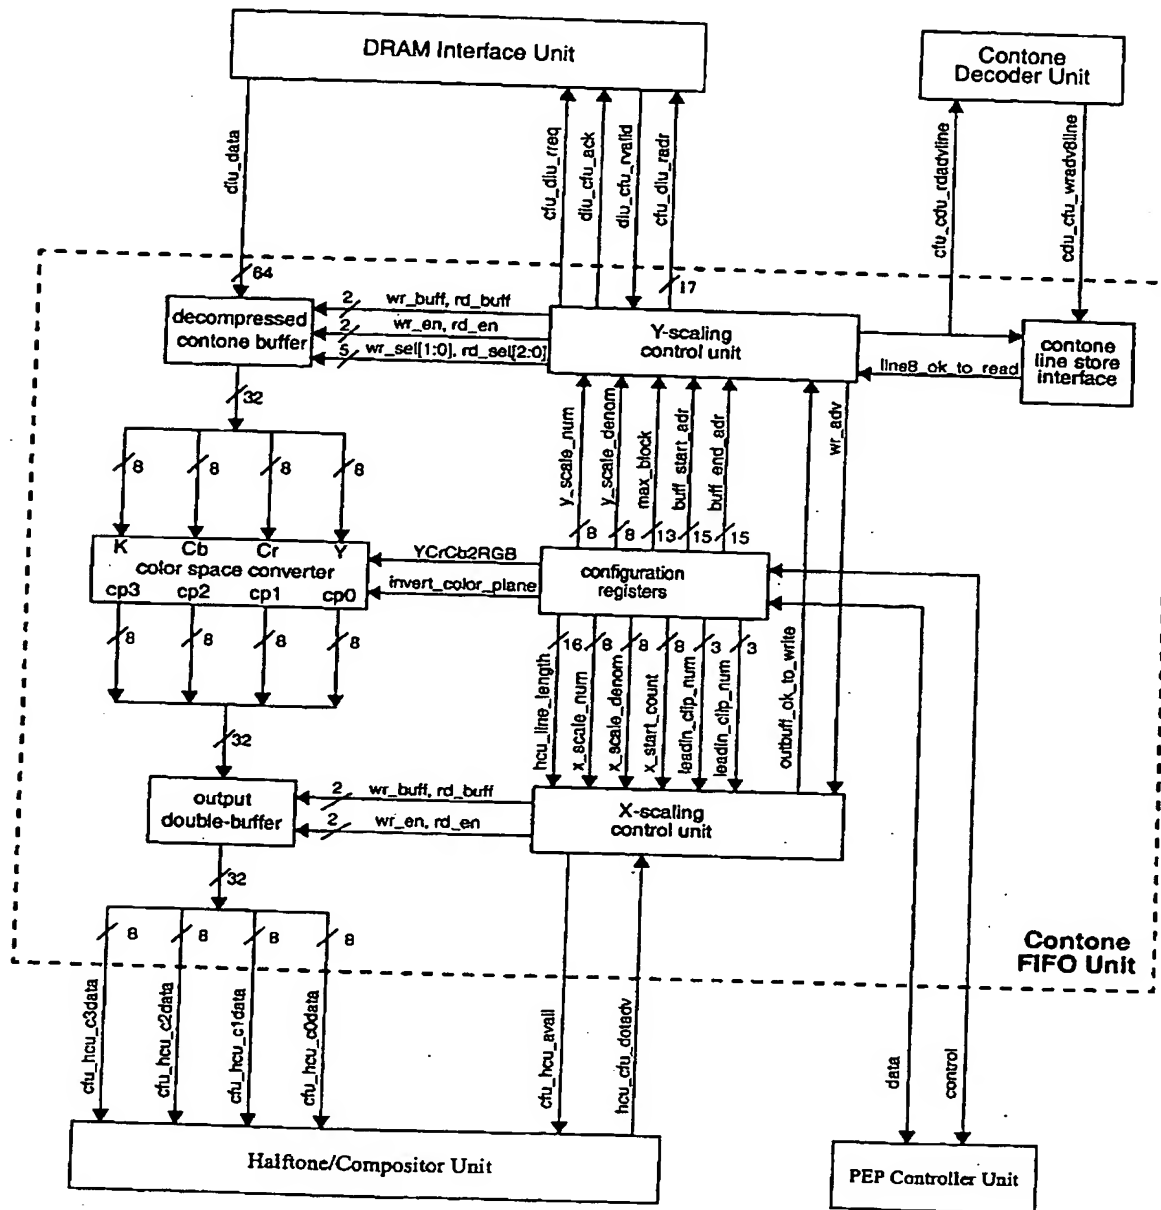 DRAM Interface Unit
Contone
Decoder Unit
diu_data
cfu_diu_rreq
diu_cfu_ack
diu_cfu_rvalid
cfu_diu_radr
cfu_cdu_rdadvline
cdu_cfu_wradv8line
64
17
decompressed
contone buffer
2
wr_buff, rd_buff
2
wr_en, rd_en
5
wr_sel[1:0], rd_sel[2:0]
Y-scaling
control unit
line8_ok_to_read
contone
line store
interface
32
8
8
8
8
y_scale_num
y_scale_denom
max_block
buff_start_adr
buff_end_adr
wr_adv
8
8
13
15
15
K
Cb
Cr
Y
color space converter
cp3
cp2
cp1
cp0
YCrCb2RGB
invert_color_plane
configuration
registers
8
8
8
8
16
8
8
8
3
3
hcu_line_length
x_scale_num
x_scale_denom
x_start_count
leadin_clip_num
leadin_clip_num
outbuff_ok_to_write
32
output
double-buffer
2
wr_buff, rd_buff
2
wr_en, rd_en
X-scaling
control unit
32
8
8
8
8
Contone
FIFO Unit
cfu_hcu_c3data
cfu_hcu_c2data
cfu_hcu_c1data
cfu_hcu_c0data
cfu_hcu_avail
hcu_cfu_dotadv
data
control
Halftone/Compositor Unit
PEP Controller Unit